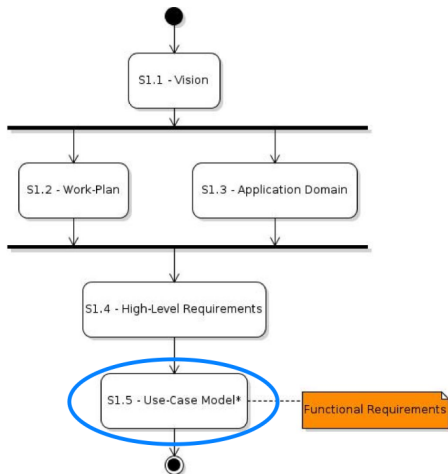 S1.1 - Vision
S1.2 - Work-Plan
S1.3 - Application Domain
S1.4 - High-Level Requirements
S1.5 - Use-Case Model*
Functional Requirements